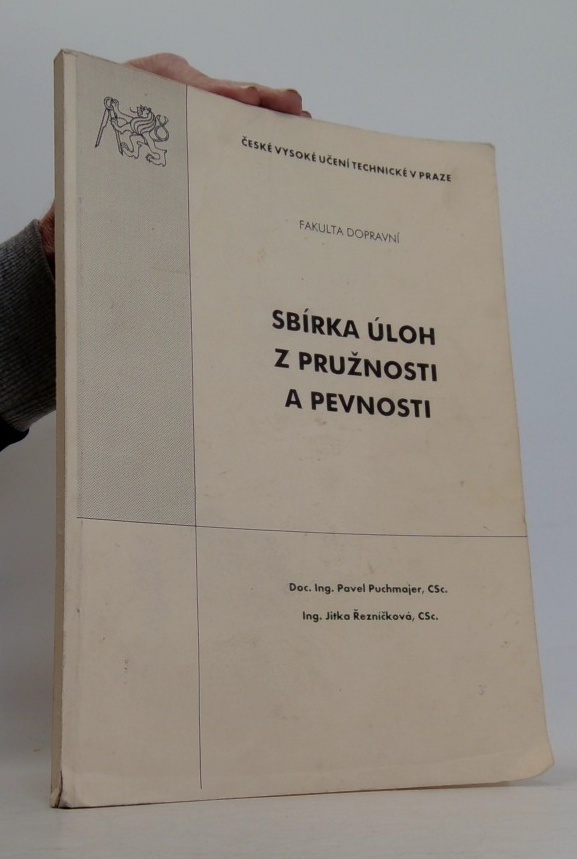 ČESKÉ VYSOKÉ UČENÍ TECHNICKÉ V PRAZE
FAKULTA DOPRAVNÍ
SBÍRKA ÚLOH
Z PRUŽNOSTI
A PEVNOSTI
Doc. Ing. Pavel Puchmajer, CSc.
Ing. Jitka Řezníčková, CSc.